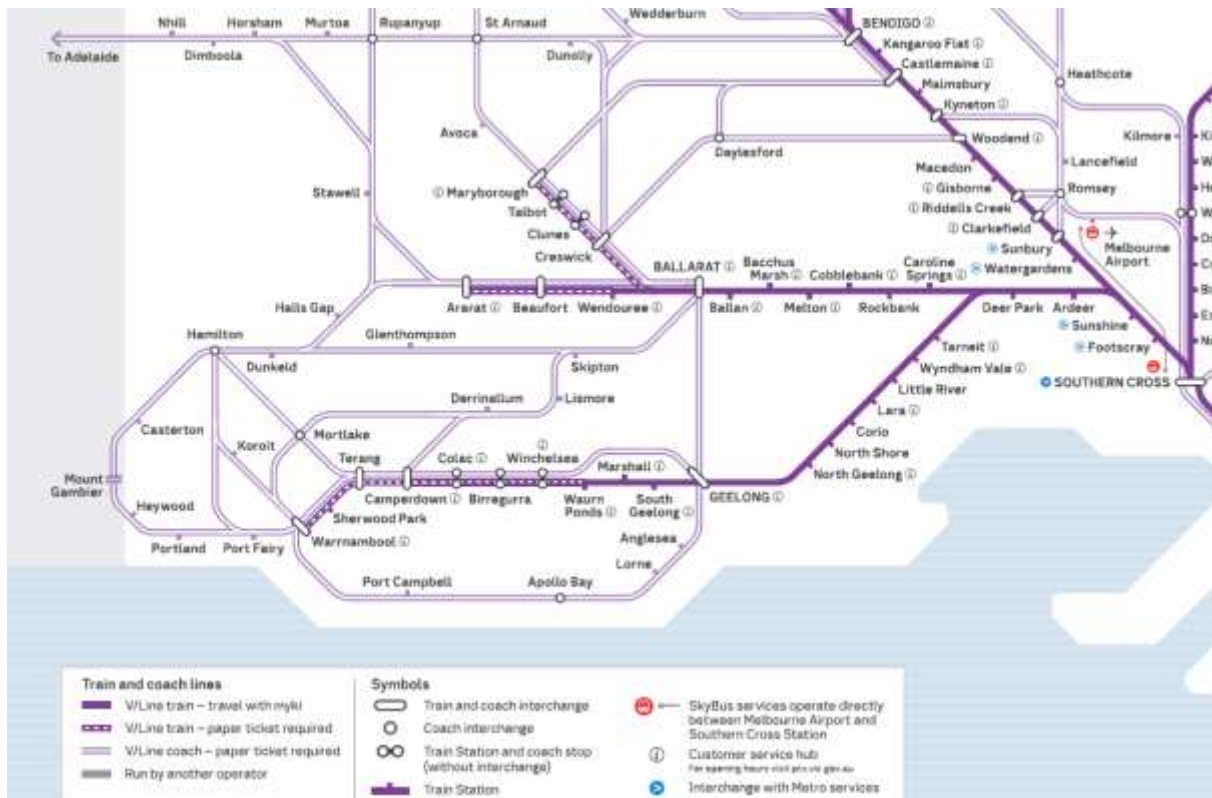 Nhill
Horsham
Murtoa
Rupanyup
St Arnaud
Wedderburn
BENDIGO
Kangaroo Flat
To Adelaide
Dimboola
Dunolly
Castlemaine
Heathcote
Malmsbury
Kyneton
Avoca
Daylesford
Woodend
Kilmore
Macedon
Lancefield
Stawell
Maryborough
Gisborne
Romsey
Talbot
Riddells Creek
Clunes
Clarkefield
Creswick
Sunbury
Melbourne
Airport
BALLARAT
Bacchus
Marsh
Cobblebank
Caroline
Springs
Watergardens
Halls Gap
Ararat
Beaufort
Wendouree
Ballan
Melton
Rockbank
Deer Park
Ardeer
Sunshine
Hamilton
Glenthompson
Footscray
Tarneit
Dunkeld
Skipton
Wyndham Vale
SOUTHERN CROSS
Little River
Derrinallum
Lismore
Lara
Casterton
Mortlake
Corio
Koroit
Terang
Colac
Winchelsea
North Shore
Marshall
North Geelong
Mount
Gambier
Camperdown
Birregurra
Waurn
Ponds
South
Geelong
GEELONG
Heywood
Sherwood Park
Portland
Port Fairy
Warrnambool
Anglesea
Lorne
Port Campbell
Apollo Bay
Train and coach lines
V/Line train – travel with myki
V/Line train – paper ticket required
V/Line coach – paper ticket required
Run by another operator
Symbols
Train and coach interchange
Coach interchange
Train Station and coach stop
(without interchange)
Train Station
SkyBus services operate directly
between Melbourne Airport and
Southern Cross Station
Customer service hub
For opening hours visit ptv.vic.gov.au
Interchange with Metro services